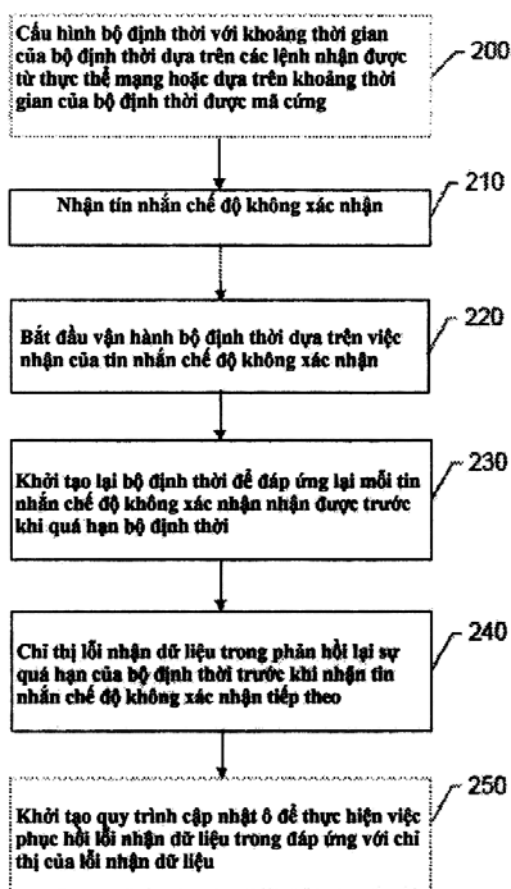 Cấu hình bộ định thời với khoảng thời gian
của bộ định thời dựa trên các lệnh nhận được
từ thực thể mạng hoặc dựa trên khoảng thời
gian của bộ định thời được mã cứng
200
210
Nhận tín nhắn chế độ không xác nhận
220
Bắt đầu vận hành bộ định thời dựa trên việc
nhận của tin nhắn chế độ không xác nhận
230
Khởi tạo lại bộ định thời để đáp ứng lại mỗi tin
nhắn chế độ không xác nhận nhận được trước
khi quá hạn bộ định thời
240
Chỉ thị lỗi nhận dữ liệu trong phản hồi lại sự
quá hạn của bộ định thời trước khi nhận tin
nhắn chế độ không xác nhận tiếp theo
250
Khởi tạo quy trình cập nhật ô để thực hiện việc
phục hồi lỗi nhận dữ liệu trong đáp ứng với chỉ
thị của lỗi nhận dữ liệu